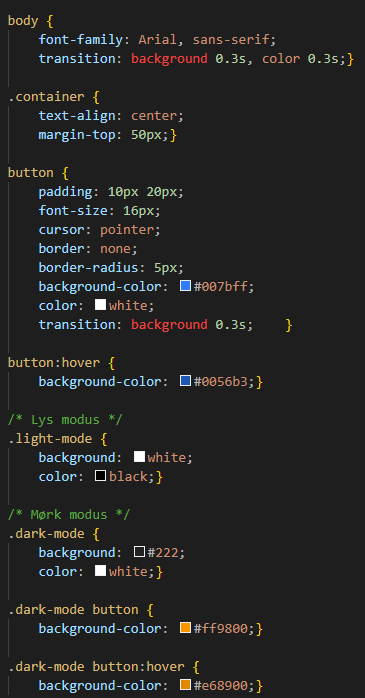 body {
    font-family: Arial, sans-serif;
    transition: background 0.3s, color 0.3s;}

.container {
    text-align: center;
    margin-top: 50px;}

button {
    padding: 10px 20px;
    font-size: 16px;
    cursor: pointer;
    border: none;
    border-radius: 5px;
    background-color: #007bff;
    color: white;
    transition: background 0.3s;    }

button:hover {
    background-color: #0056b3;}

/* Lys modus */
.light-mode {
    background: white;
    color: black;}

/* Mørk modus */
.dark-mode {
    background: #222;
    color: white;}

.dark-mode button {
    background-color: #ff9800;}

.dark-mode button:hover {
    background-color: #e68900;}